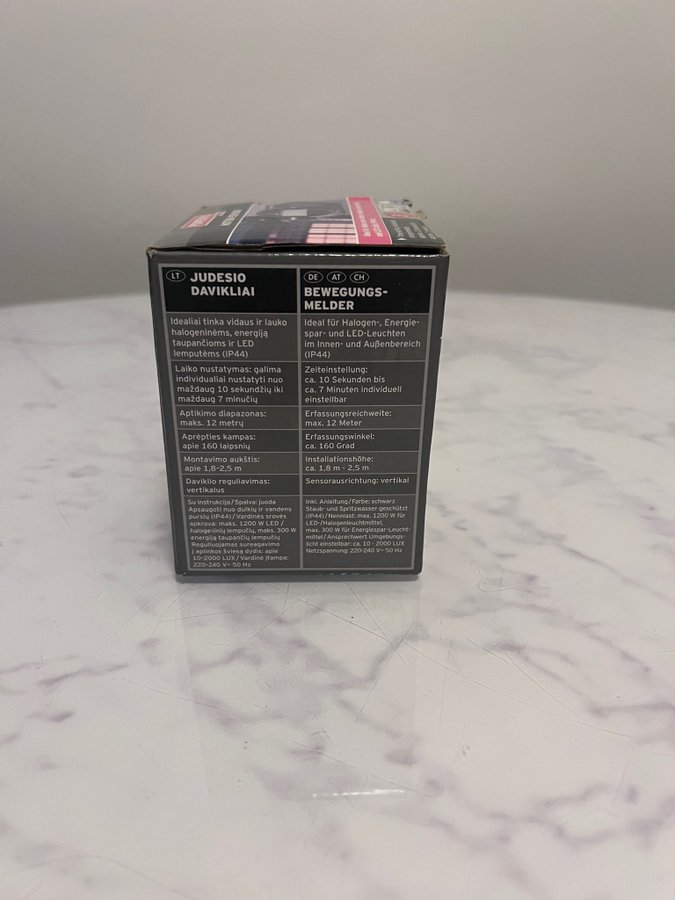 LT JUDESIO
DAVIKLIAI
Idealiai tinka vidaus ir lauko
halogeninėms, energiją
taupančioms ir LED
lemputėms (IP44)
Laiko nustatymas: galima
individualiai nustatyti nuo
maždaug 10 sekundžių iki
maždaug 7 minučių
Aptikimo diapazonas:
maks. 12 metrų
Aprėpties kampas:
apie 160 laipsnių
Montavimo aukštis:
apie 1,8-2,5 m
Daviklio reguliavimas:
vertikalus
Su instrukcija / Spalva: juoda
Apsaugoti nuo dulkių ir vandens
purslų (IP44) / Vardinės srovės
apkrova: maks. 1200 W LED /
halogeninių lempučių, maks. 300 W
energiją taupančių lempučių
Reguliuojamas sureagavimo
į aplinkos šviesą dydis: apie
10-2000 LUX / Vardinė įtampa:
220-240 V~ 50 Hz
DE AT CH
BEWEGUNGS-
MELDER
Ideal für Halogen-, Energie-
spar- und LED-Leuchten
im Innen- und Außenbereich
(IP44)
Zeiteinstellung:
ca. 10 Sekunden bis
ca. 7 Minuten individuell
einstellbar
Erfassungsreichweite:
max. 12 Meter
Erfassungswinkel:
ca. 160 Grad
Installationshöhe:
ca. 1,8 m - 2,5 m
Sensorausrichtung: vertikal
Inkl. Anleitung / Farbe: schwarz
Staub- und Spritzwasser geschützt
(IP44) / Nennlast: max. 1200 W für
LED-/Halogenleuchtmittel,
max. 300 W für Energiespar-Leucht-
mittel / Ansprechwert Umgebungs-
licht einstellbar: ca. 10 - 2000 LUX
Netzspannung: 220-240 V~ 50 Hz